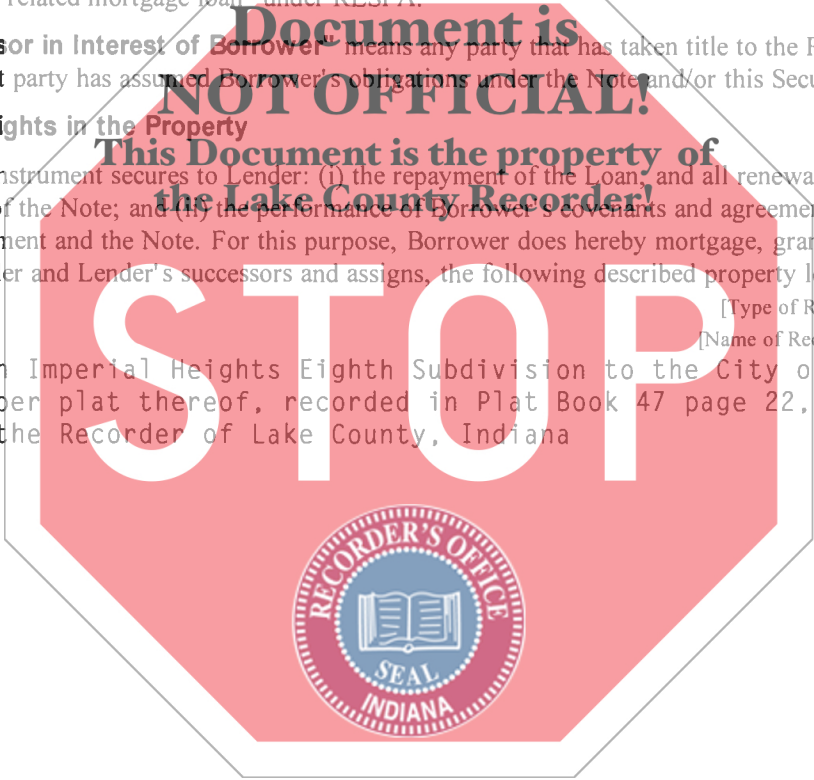 related mortgage loan" under RESPA.
Document is
sor in Interest of Borrower" means any party that has taken title to the P
t party has assumed Borrower's obligations under the Note and/or this Secu
NOT OFFICIAL!
ights in the Property
This Document is the property of
nstrument secures to Lender: (i) the repayment of the Loan, and all renewa
the Lake County Recorder!
of the Note; and (ii) the performance of Borrower's covenants and agreemen
ment and the Note. For this purpose, Borrower does hereby mortgage, gran
er and Lender's successors and assigns, the following described property lo
[Type of R
[Name of Rec
n Imperial Heights Eighth Subdivision to the City o
per plat thereof, recorded in Plat Book 47 page 22,
the Recorder of Lake County, Indiana
STOP
RECORDER'S OFFICE
SEAL
INDIANA